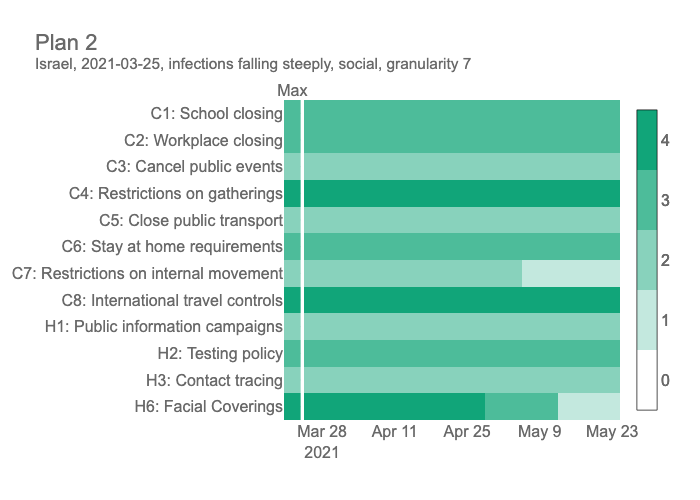 Plan 2
Israel, 2021-03-25, infections falling steeply, social, granularity 7
Max
C1: School closing
C2: Workplace closing
C3: Cancel public events
C4: Restrictions on gatherings
C5: Close public transport
C6: Stay at home requirements
C7: Restrictions on internal movement
C8: International travel controls
H1: Public information campaigns
H2: Testing policy
H3: Contact tracing
H6: Facial Coverings
Mar 28 Apr 11 Apr 25 May 9 May 23
2021
4
3
2
1
0